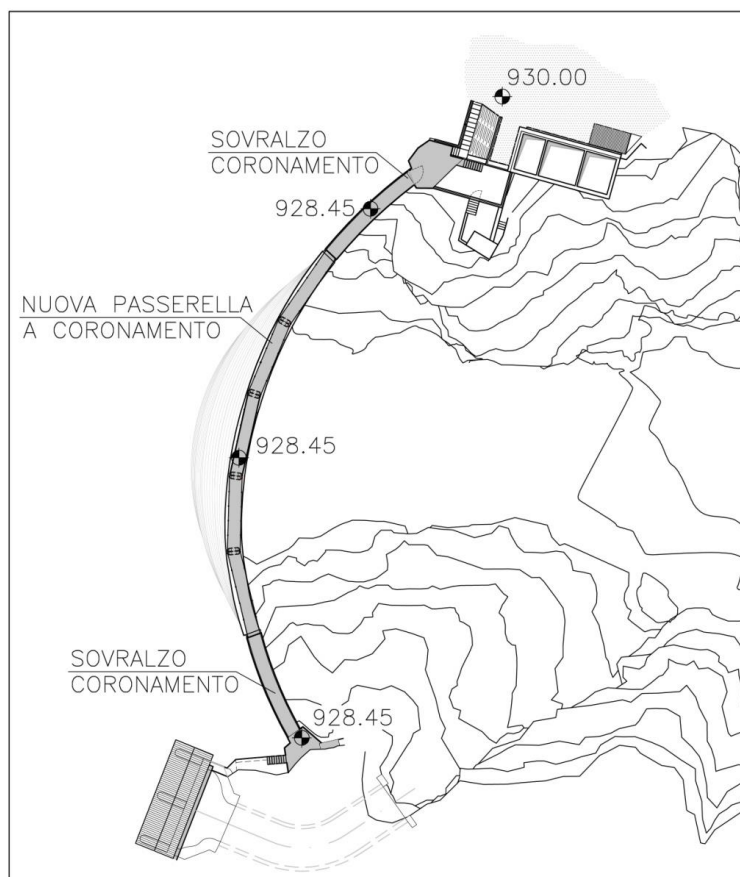 930.00
SOVRALZO
CORONAMENTO
928.45
NUOVA PASSERELLA
A CORONAMENTO
928.45
SOVRALZO
CORONAMENTO
928.45